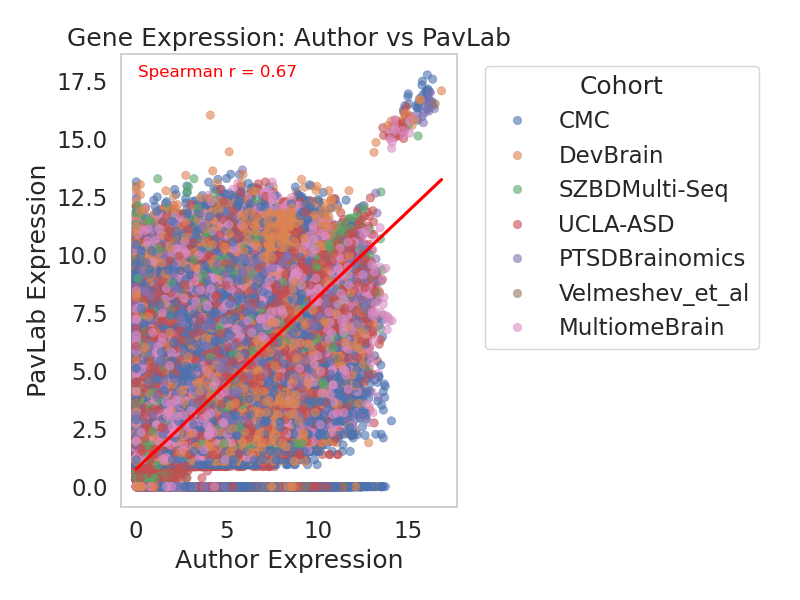 Gene Expression: Author vs PavLab
Spearman r = 0.67
PavLab Expression
17.5
15.0
12.5
10.0
7.5
5.0
2.5
0.0
0 5 10 15
Author Expression
Cohort
CMC
DevBrain
SZBDMulti-Seq
UCLA-ASD
PTSDBrainomics
Velmeshev_et_al
MultiomeBrain